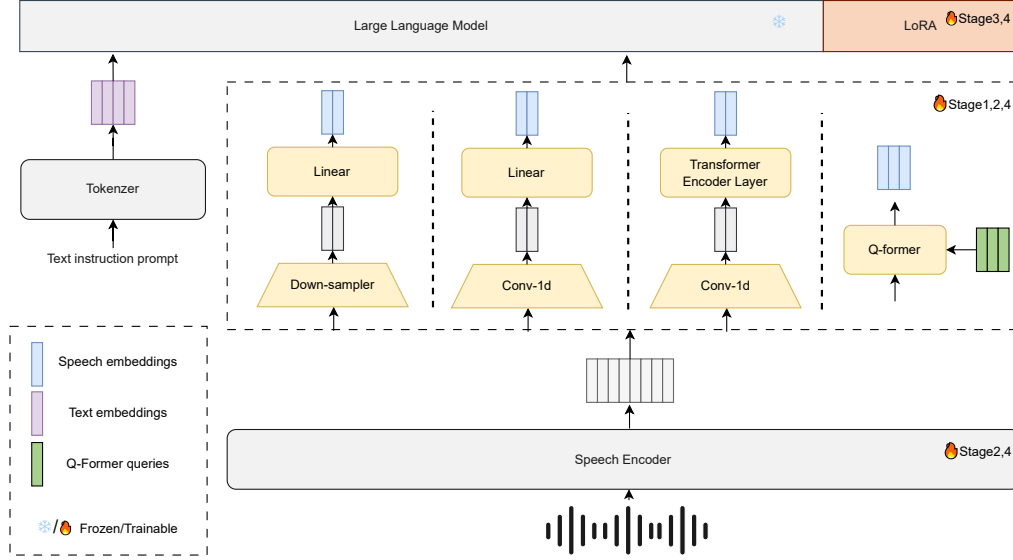 Large Language Model
LoRA
Stage3,4
Stage1,2,4
Linear
Linear
Transformer
Encoder Layer
Tokenzer
Q-former
Text instruction prompt
Down-sampler
Conv-1d
Conv-1d
Speech embeddings
Text embeddings
Q-Former queries
Speech Encoder
Stage2,4
/ Frozen/Trainable